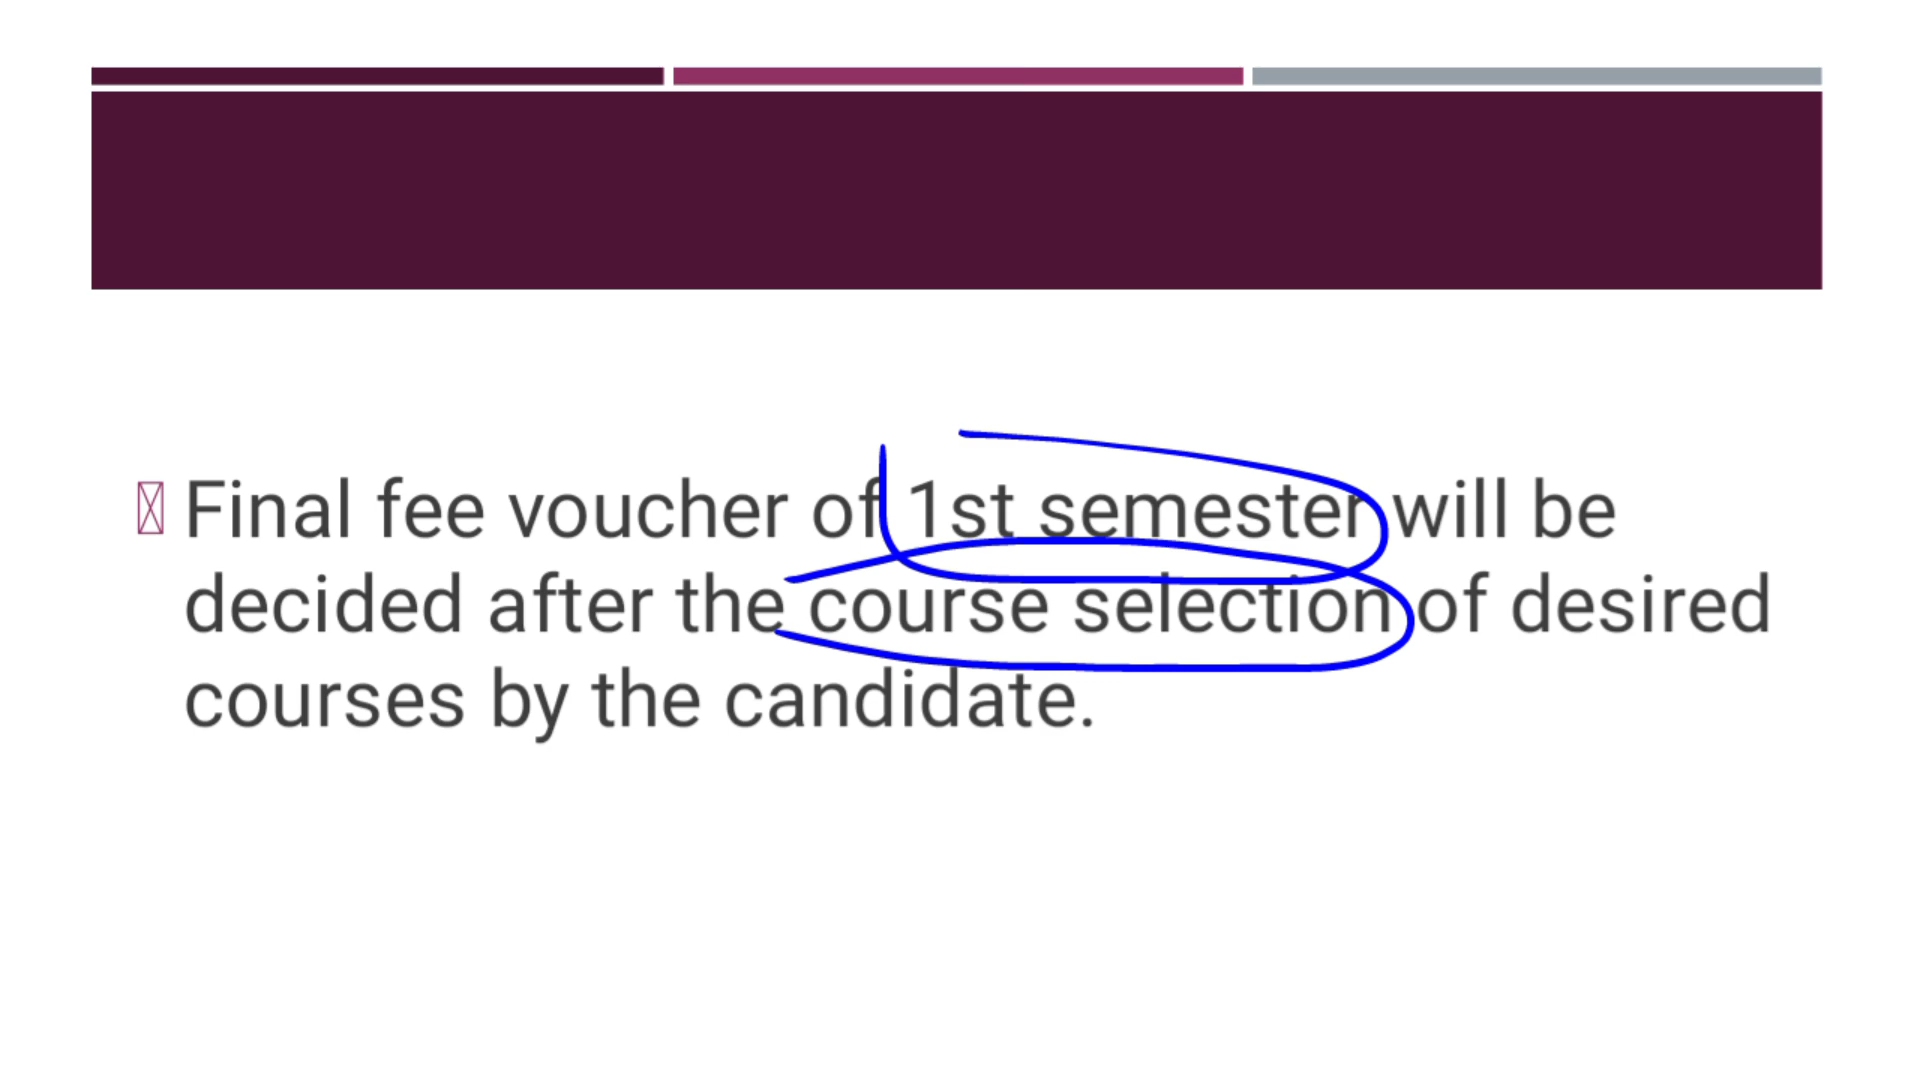 Final fee voucher of 1st semester will be
decided after the course selection of desired
courses by the candidate.